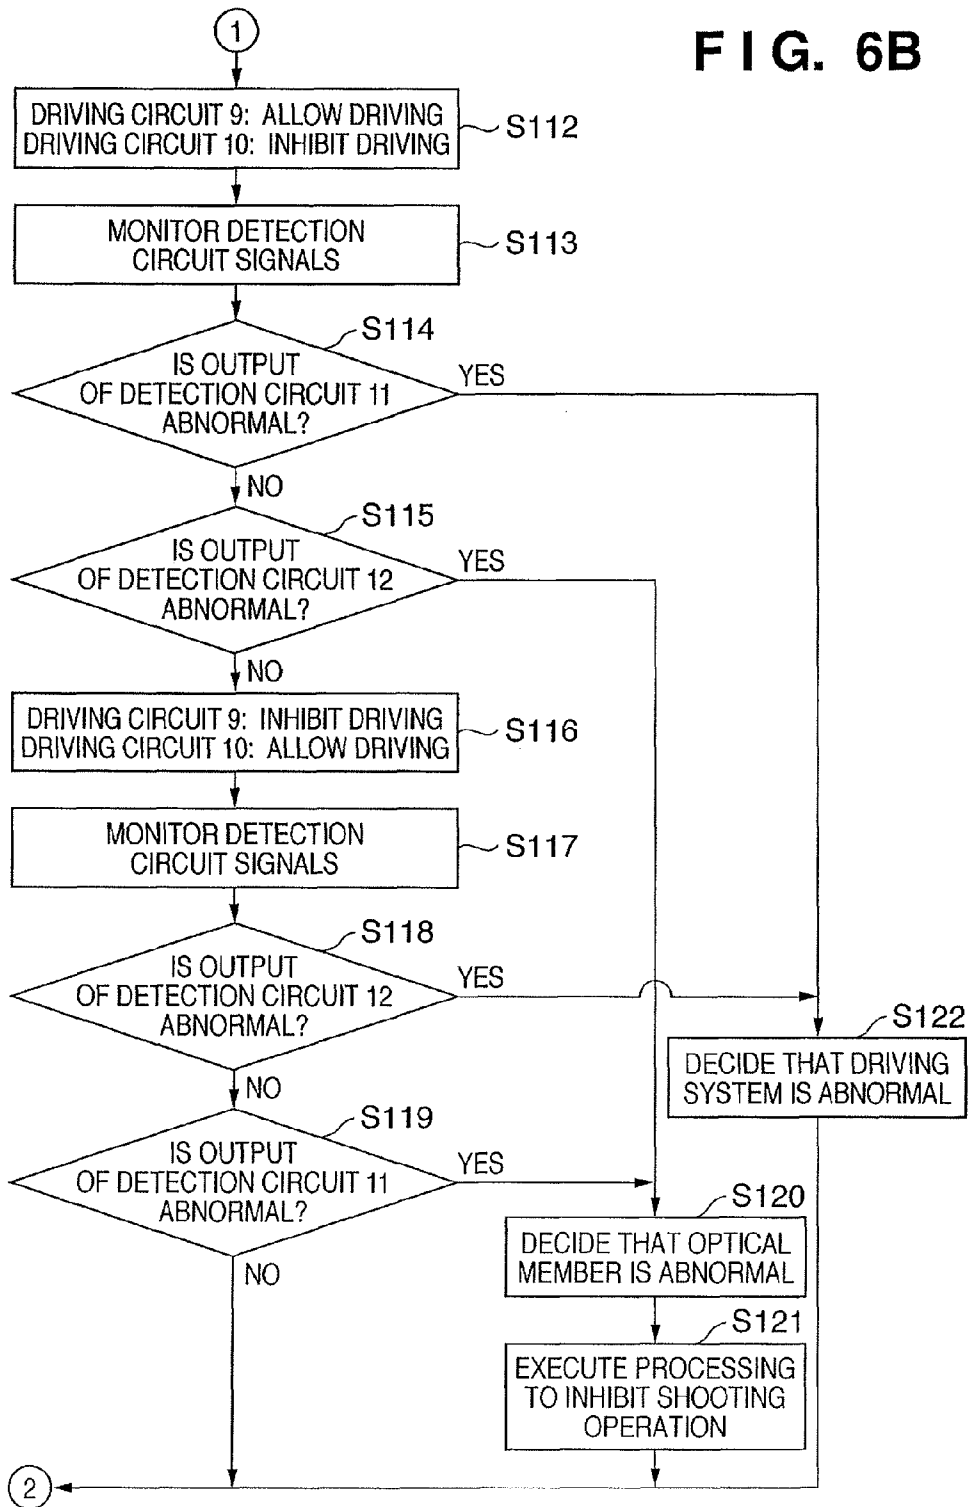 1
FIG. 6B
DRIVING CIRCUIT 9: ALLOW DRIVING
DRIVING CIRCUIT 10: INHIBIT DRIVING
S112
MONITOR DETECTION
CIRCUIT SIGNALS
S113
S114
IS OUTPUT
OF DETECTION CIRCUIT 11
ABNORMAL?
YES
NO
S115
IS OUTPUT
OF DETECTION CIRCUIT 12
ABNORMAL?
YES
NO
DRIVING CIRCUIT 9: INHIBIT DRIVING
DRIVING CIRCUIT 10: ALLOW DRIVING
S116
MONITOR DETECTION
CIRCUIT SIGNALS
S117
S118
IS OUTPUT
OF DETECTION CIRCUIT 12
ABNORMAL?
YES
NO
S122
DECIDE THAT DRIVING
SYSTEM IS ABNORMAL
S119
IS OUTPUT
OF DETECTION CIRCUIT 11
ABNORMAL?
YES
NO
S120
DECIDE THAT OPTICAL
MEMBER IS ABNORMAL
S121
EXECUTE PROCESSING
TO INHIBIT SHOOTING
OPERATION
2